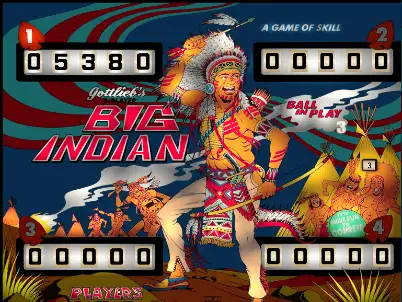 1
05380
A GAME OF SKILL
2
00000
Gottlieb's
BIG
INDIAN
BALL
IN PLAY
3
3
3
00000
4
00000
PLAYERS